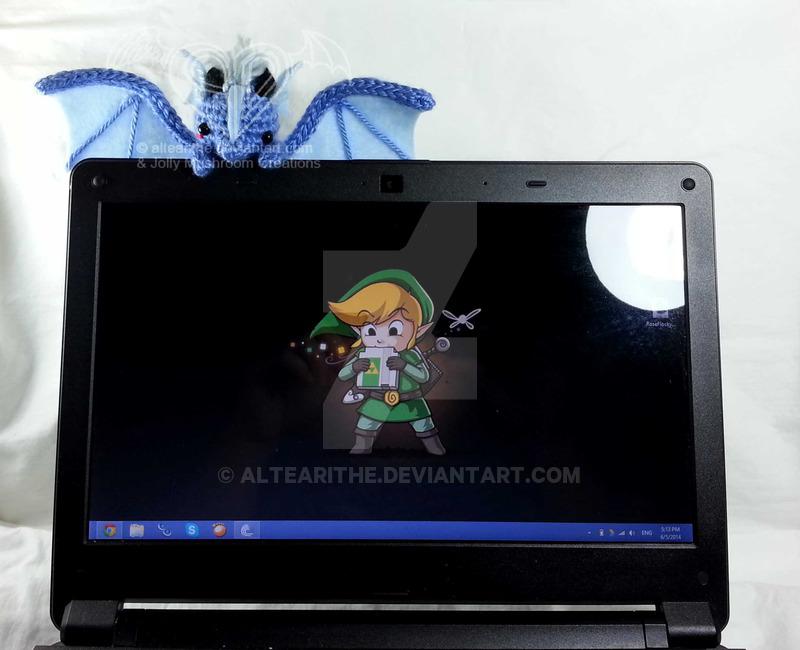 © altearithe.deviantart.com
& Jolly Mushroom Creations
© ALTEARITHE.DEVIANTART.COM
ENG
5:13 PM
6/5/2014